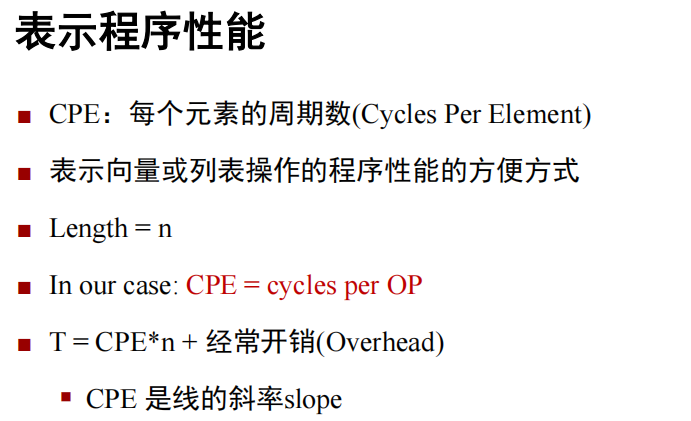 表示程序性能
■ CPE：每个元素的周期数(Cycles Per Element)
■ 表示向量或列表操作的程序性能的方便方式
■ Length = n
■ In our case: CPE = cycles per OP
■ T = CPE*n + 经常开销(Overhead)
■ CPE 是线的斜率slope